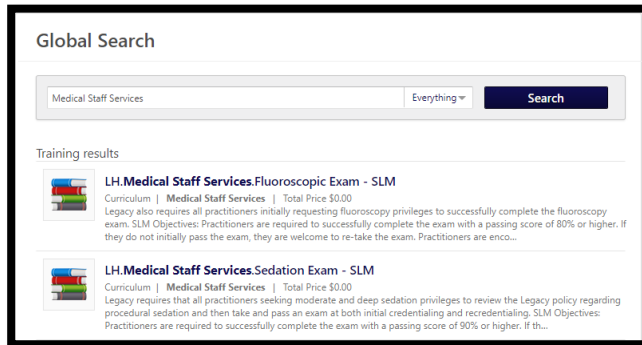 Global Search
Medical Staff Services Everything Search
Training results
LH.Medical Staff Services.Fluoroscopic Exam - SLM
Curriculum | Medical Staff Services | Total Price $0.00
Legacy also requires all practitioners initially requesting fluoroscopy privileges to successfully complete the fluoroscopy
exam. SLM Objectives: Practitioners are required to successfully complete the exam with a passing score of 80% or higher. If
they do not initially pass the exam, they are welcome to re-take the exam. Practitioners are enco...
LH.Medical Staff Services.Sedation Exam - SLM
Curriculum | Medical Staff Services | Total Price $0.00
Legacy requires that all practitioners seeking moderate and deep sedation privileges to review the Legacy policy regarding
procedural sedation and then take and pass an exam at both initial credentialing and recredentialing. SLM Objectives:
Practitioners are required to successfully complete the exam with a passing score of 90% or higher. If th...